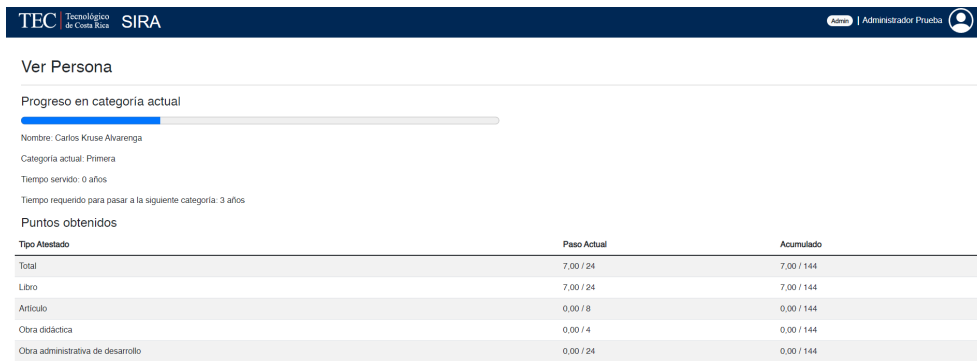 TEC | Tecnológico de Costa Rica SIRA Admin | Administrador Prueba
Ver Persona
Progreso en categoría actual
Nombre: Carlos Kruse Alvarenga
Categoría actual: Primera
Tiempo servido: 0 años
Tiempo requerido para pasar a la siguiente categoría: 3 años
Puntos obtenidos
Tipo Atestado Paso Actual Acumulado
Total 7,00 / 24 7,00 / 144
Libro 7,00 / 24 7,00 / 144
Artículo 0,00 / 8 0,00 / 144
Obra didáctica 0,00 / 4 0,00 / 144
Obra administrativa de desarrollo 0,00 / 24 0,00 / 144